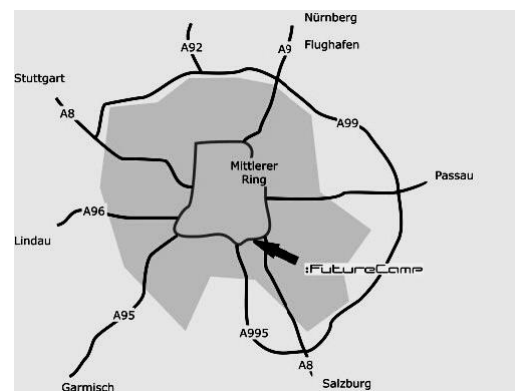 Nürnberg
A92
A9
Flughafen
Stuttgart
A8
A99
Mittlerer
Ring
Passau
A96
Lindau
:FutureCamp
A95
A995
A8
Garmisch
Salzburg